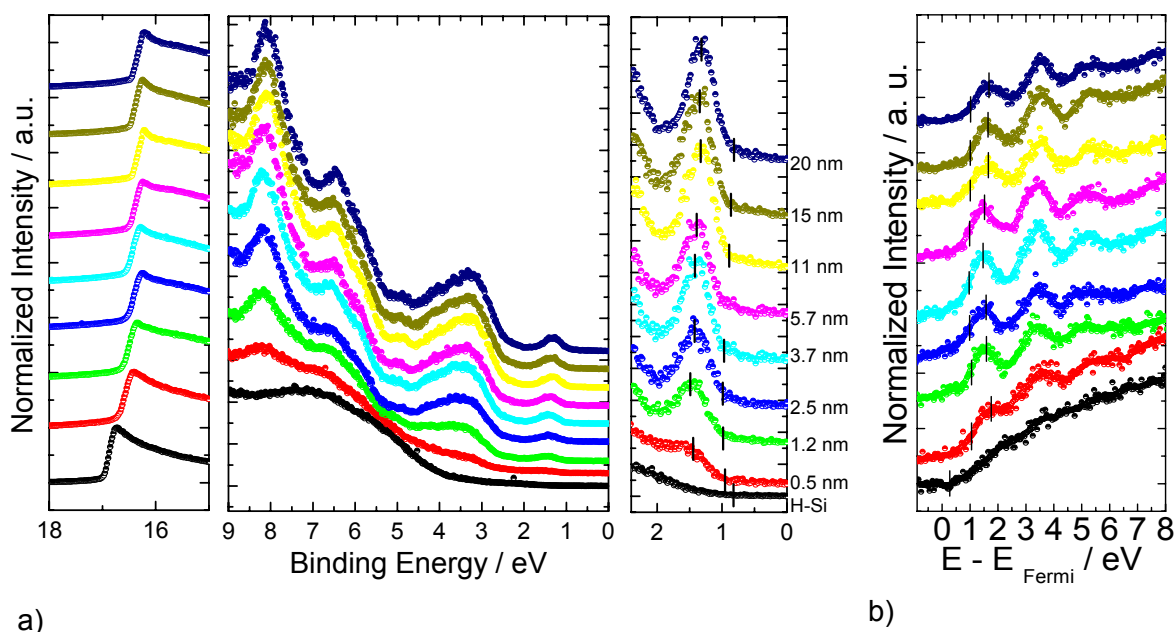 Normalized Intensity / a.u.
18 16
9 8 7 6 5 4 3 2 1 0
2 1 0
Binding Energy / eV
20 nm
15 nm
11 nm
5.7 nm
3.7 nm
2.5 nm
1.2 nm
0.5 nm
H-Si
a)
Normalized Intensity / a. u.
0 1 2 3 4 5 6 7 8
E - E Fermi / eV
b)